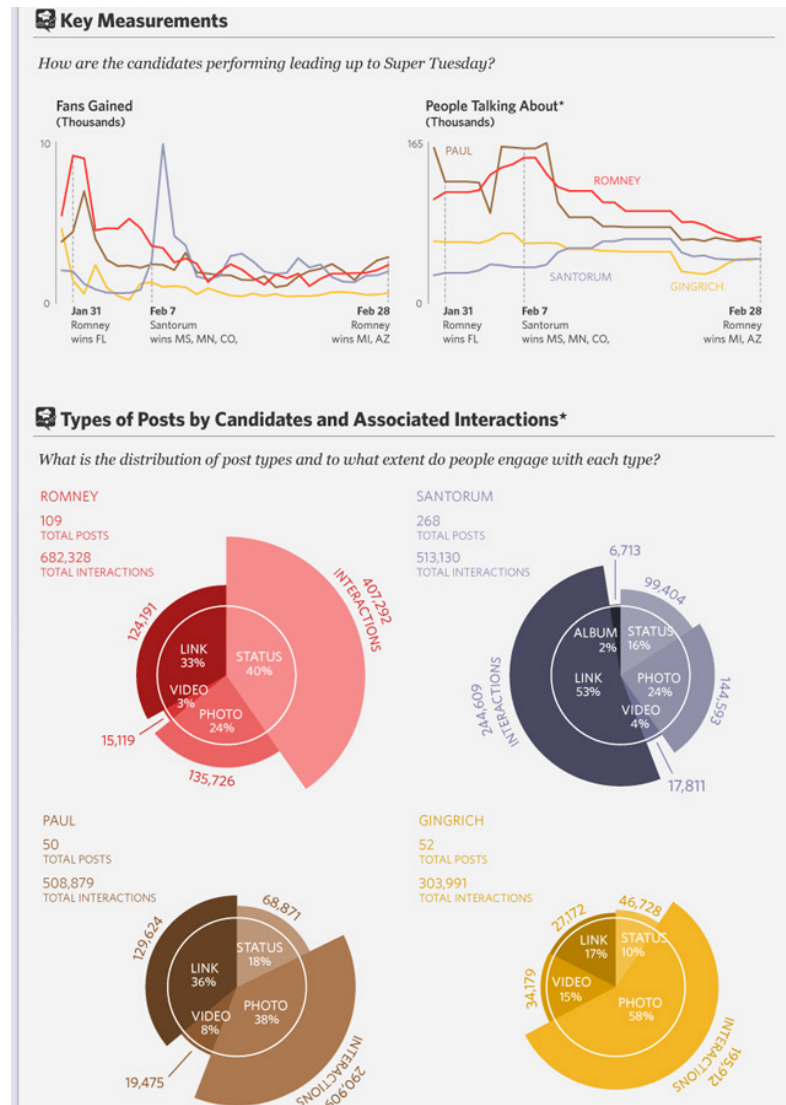 Key Measurements
How are the candidates performing leading up to Super Tuesday?
Fans Gained
(Thousands)
10
0
Jan 31
Romney
wins FL
Feb 7
Santorum
wins MS, MN, CO,
Feb 28
Romney
wins MI, AZ
People Talking About*
(Thousands)
165
0
PAUL
ROMNEY
SANTORUM
GINGRICH
Jan 31
Romney
wins FL
Feb 7
Santorum
wins MS, MN, CO,
Feb 28
Romney
wins MI, AZ
Types of Posts by Candidates and Associated Interactions*
What is the distribution of post types and to what extent do people engage with each type?
ROMNEY
109
TOTAL POSTS
682,328
TOTAL INTERACTIONS
124,191
407,292
INTERACTIONS
LINK
33%
STATUS
40%
VIDEO
3%
PHOTO
24%
15,119
135,726
SANTORUM
268
TOTAL POSTS
513,130
TOTAL INTERACTIONS
6,713
99,404
ALBUM
2%
STATUS
16%
LINK
53%
PHOTO
24%
VIDEO
4%
244,609
INTERACTIONS
144,593
17,811
PAUL
50
TOTAL POSTS
508,879
TOTAL INTERACTIONS
129,624
68,871
STATUS
18%
LINK
36%
PHOTO
38%
VIDEO
8%
19,475
INTERACTIONS
290,909
GINGRICH
52
TOTAL POSTS
303,991
TOTAL INTERACTIONS
27,172
46,728
LINK
17%
STATUS
10%
VIDEO
15%
PHOTO
58%
34,179
195,912
INTERACTIONS